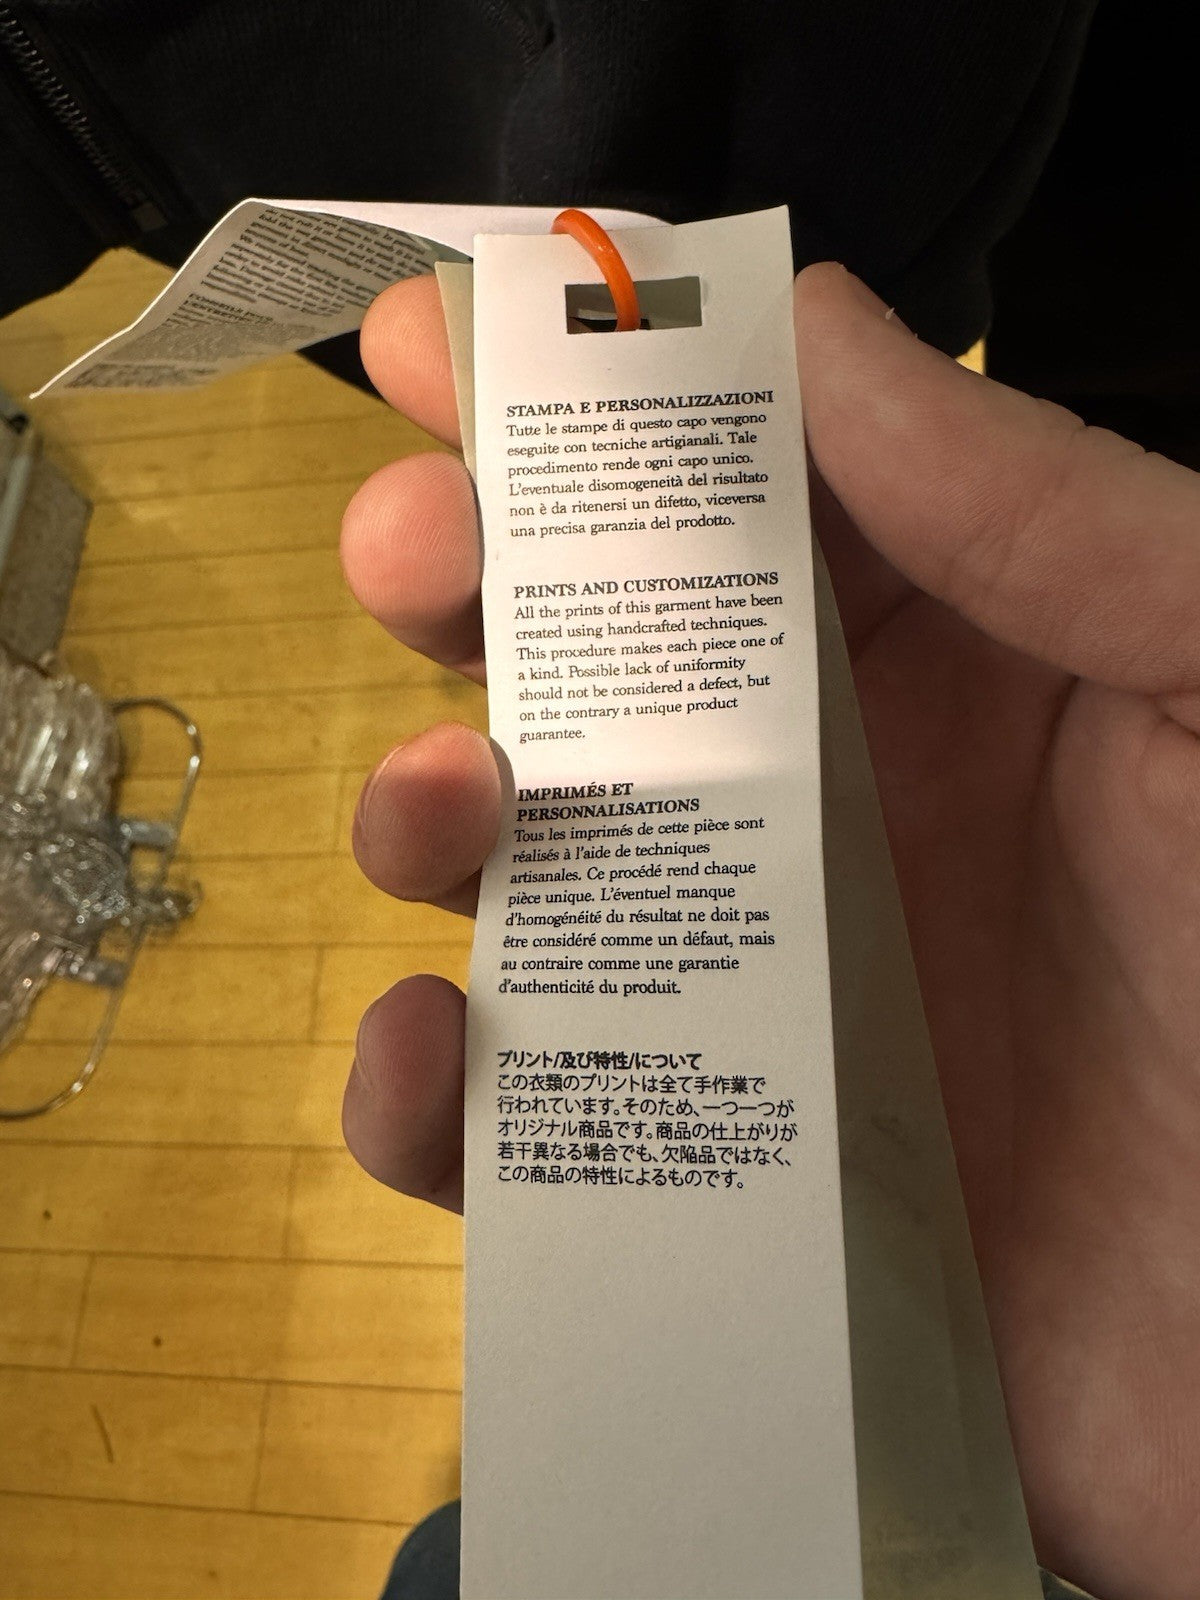 STAMPA E PERSONALIZZAZIONI
Tutte le stampe di questo capo vengono
eseguite con tecniche artigianali. Tale
procedimento rende ogni capo unico.
L'eventuale disomogeneità del risultato
non è da ritenersi un difetto, viceversa
una precisa garanzia del prodotto.
PRINTS AND CUSTOMIZATIONS
All the prints of this garment have been
created using handcrafted techniques.
This procedure makes each piece one of
a kind. Possible lack of uniformity
should not be considered a defect, but
on the contrary a unique product
guarantee.
IMPRIMÉS ET
PERSONNALISATIONS
Tous les imprimés de cette pièce sont
réalisés à l'aide de techniques
artisanales. Ce procédé rend chaque
pièce unique. L'éventuel manque
d'homogénéité du résultat ne doit pas
être considéré comme un défaut, mais
au contraire comme une garantie
d'authenticité du produit.
プリント/及び特性/について
この衣類のプリントは全て手作業で
行われています。そのため、一つ一つが
オリジナル商品です。商品の仕上がりが
若干異なる場合でも、欠陥品ではなく、
この商品の特性によるものです。